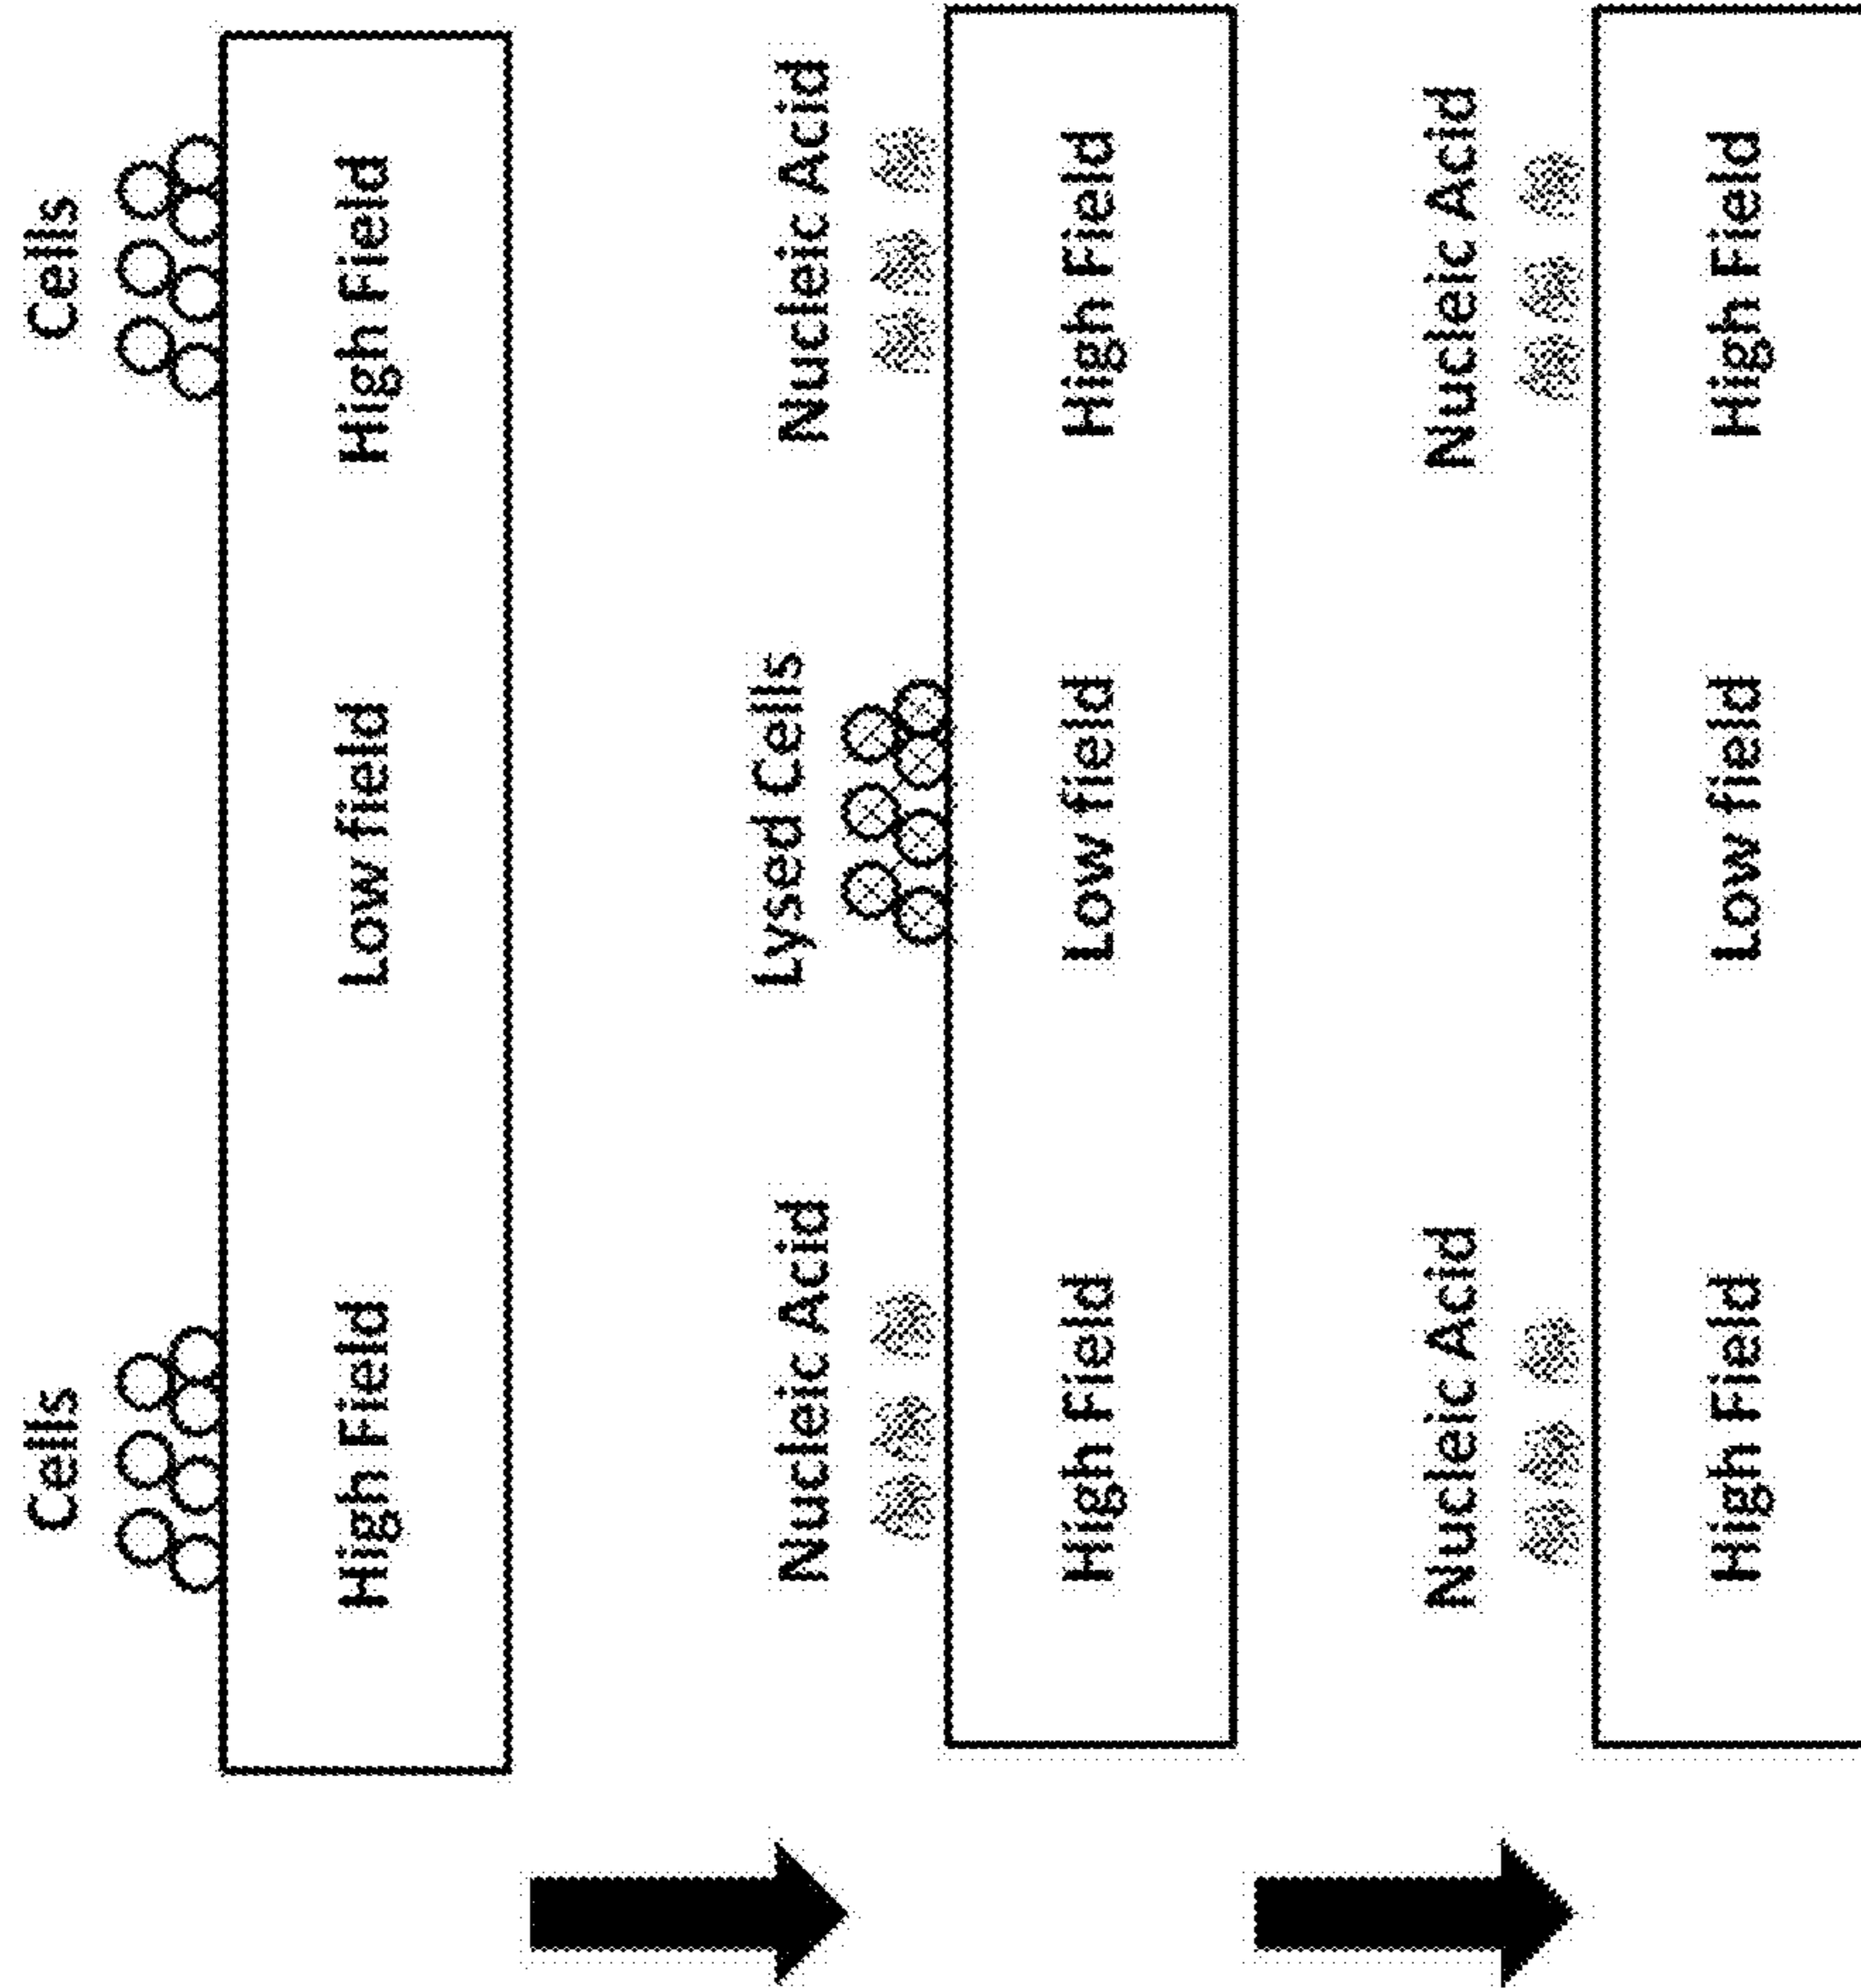 Cells Cells
High Field Low field High Field
Nucleic Acid Lysed Cells Nucleic Acid
High Field Low field High Field
Nucleic Acid Nucleic Acid
High Field Low field High Field